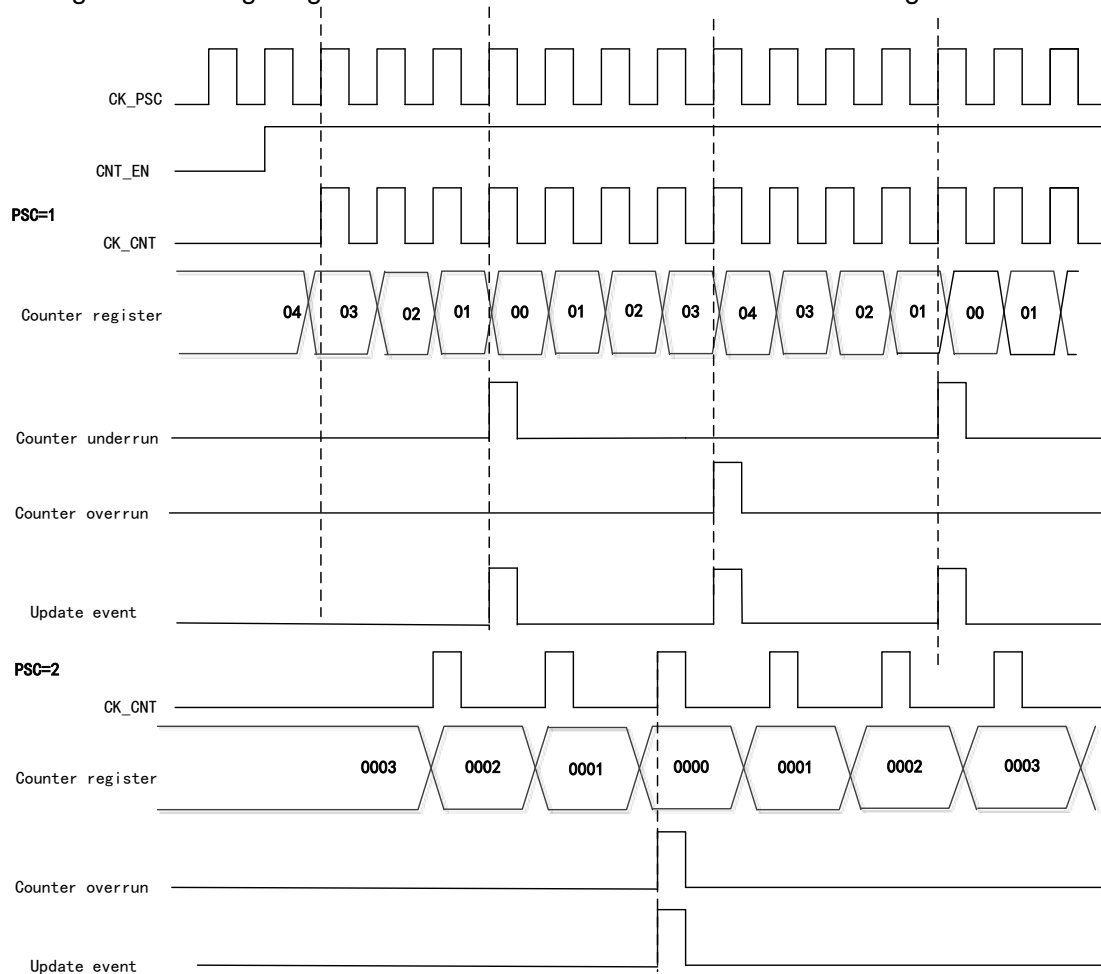 CK_PSC
CNT_EN
PSC=1
CK_CNT
Counter register 04 03 02 01 00 01 02 03 04 03 02 01 00 01
Counter underrun
Counter overrun
Update event
PSC=2
CK_CNT
Counter register 0003 0002 0001 0000 0001 0002 0003
Counter overrun
Update event